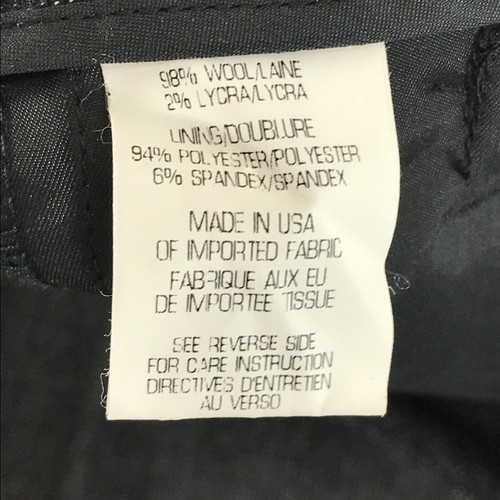 98% WOOL/LAINE
2% LYCRA/LYCRA
LINING/DOUBLURE
94% POLYESTER/POLYESTER
6% SPANDEX/SPANDEX
MADE IN USA
OF IMPORTED FABRIC
FABRIQUE AUX EU
DE IMPORTEE TISSUE
SEE REVERSE SIDE
FOR CARE INSTRUCTION
DIRECTIVES D'ENTRETIEN
AU VERSO